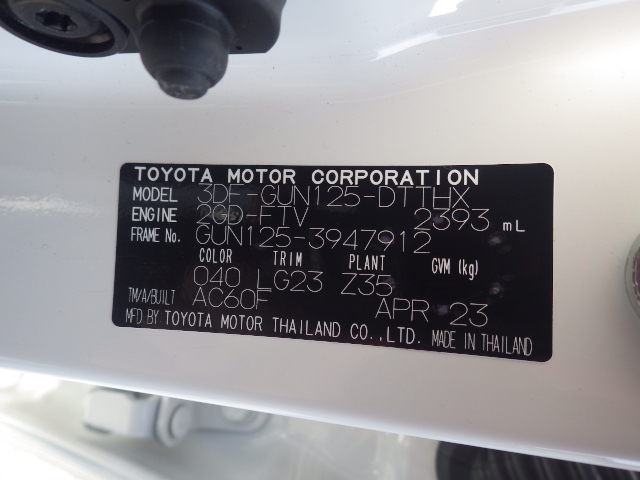 TOYOTA MOTOR CORPORATION
MODEL 3DF-GUN125-DTTHX
ENGINE 2GD-FTV 2393 mL
FRAME No. GUN125-3947912
COLOR TRIM PLANT GVM (kg)
040 LG23 Z35
TM/A/BUILT AC60F APR 23
MFD BY TOYOTA MOTOR THAILAND CO.,LTD. MADE IN THAILAND